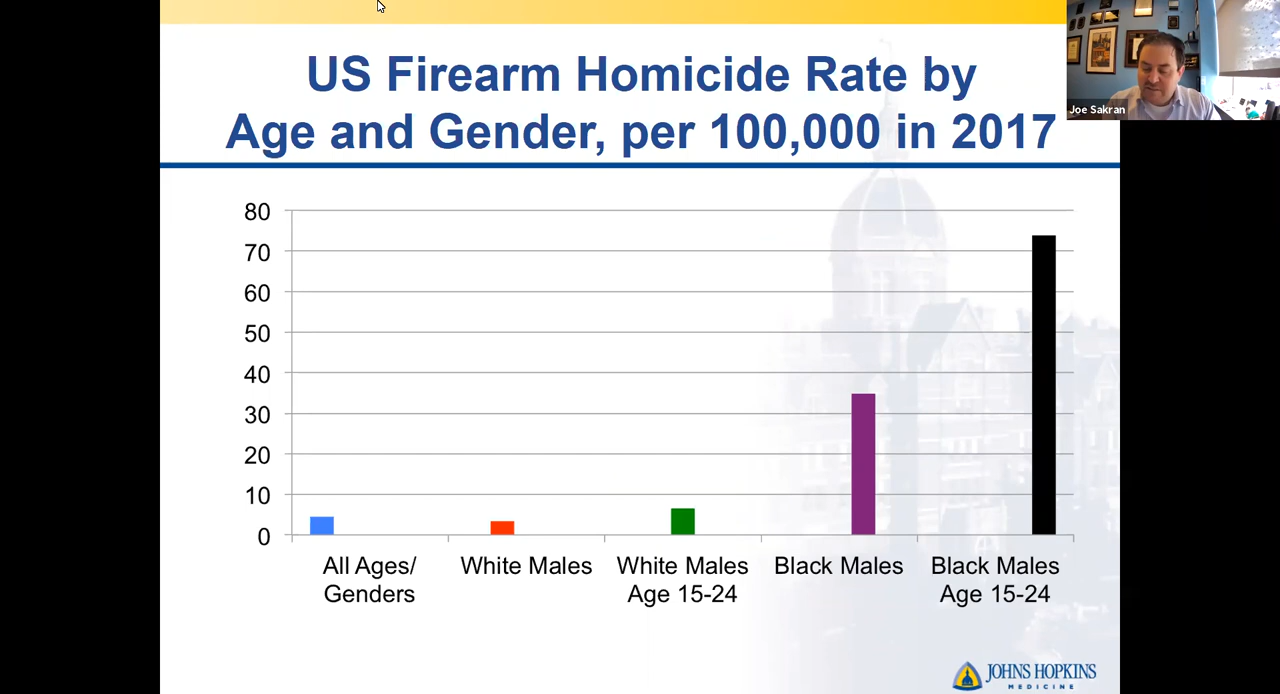 US Firearm Homicide Rate by
Age and Gender, per 100,000 in 2017
Joe Sakran
80
70
60
50
40
30
20
10
0
All Ages/
Genders
White Males
White Males
Age 15-24
Black Males
Black Males
Age 15-24
JOHNS HOPKINS
MEDICINE